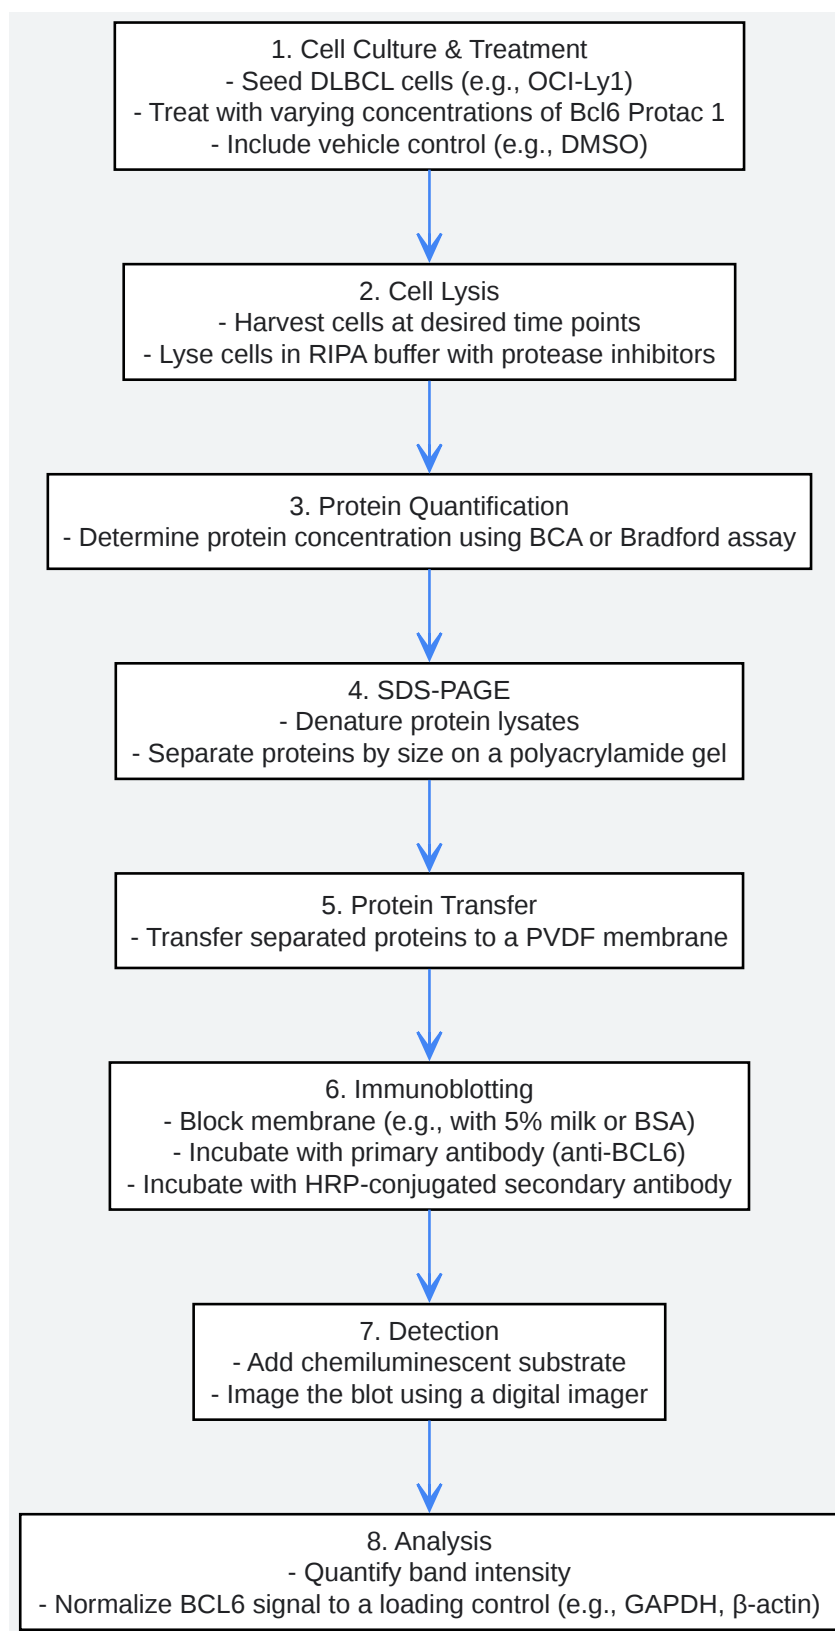 1. Cell Culture & Treatment
- Seed DLBCL cells (e.g., OCI-Ly1)
- Treat with varying concentrations of Bcl6 Protac 1
- Include vehicle control (e.g., DMSO)
2. Cell Lysis
- Harvest cells at desired time points
- Lyse cells in RIPA buffer with protease inhibitors
3. Protein Quantification
- Determine protein concentration using BCA or Bradford assay
4. SDS-PAGE
- Denature protein lysates
- Separate proteins by size on a polyacrylamide gel
5. Protein Transfer
- Transfer separated proteins to a PVDF membrane
6. Immunoblotting
- Block membrane (e.g., with 5% milk or BSA)
- Incubate with primary antibody (anti-BCL6)
- Incubate with HRP-conjugated secondary antibody
7. Detection
- Add chemiluminescent substrate
- Image the blot using a digital imager
8. Analysis
- Quantify band intensity
- Normalize BCL6 signal to a loading control (e.g., GAPDH, β-actin)